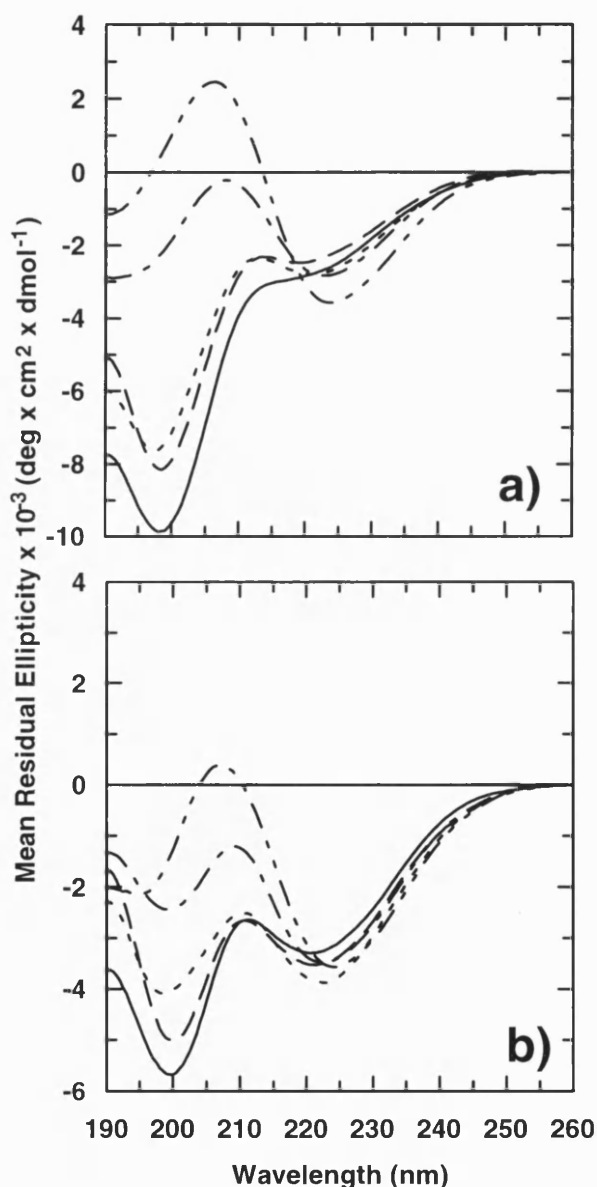 4
2
0
-2
-4
-6
-8
-10
a)
4
2
0
-2
-4
-6
b)
190 200 210 220 230 240 250 260
Wavelength (nm)
Mean Residual Ellipticity x 10⁻³ (deg x cm² x dmol⁻¹)